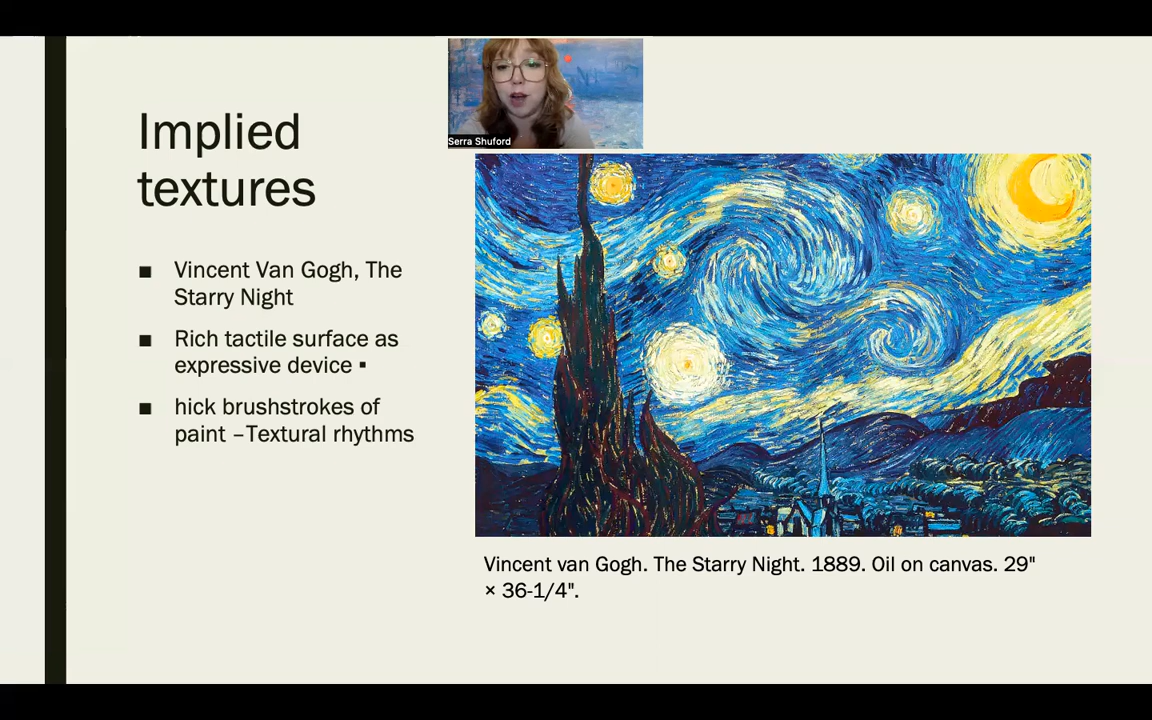 Serra Shuford
Implied
textures
■ Vincent Van Gogh, The
Starry Night
■ Rich tactile surface as
expressive device ▪
■ hick brushstrokes of
paint –Textural rhythms
Vincent van Gogh. The Starry Night. 1889. Oil on canvas. 29"
× 36-1/4".